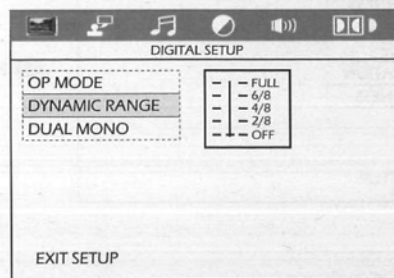 DIGITAL SETUP
OP MODE
DYNAMIC RANGE
DUAL MONO
FULL
6/8
4/8
2/8
OFF
EXIT SETUP